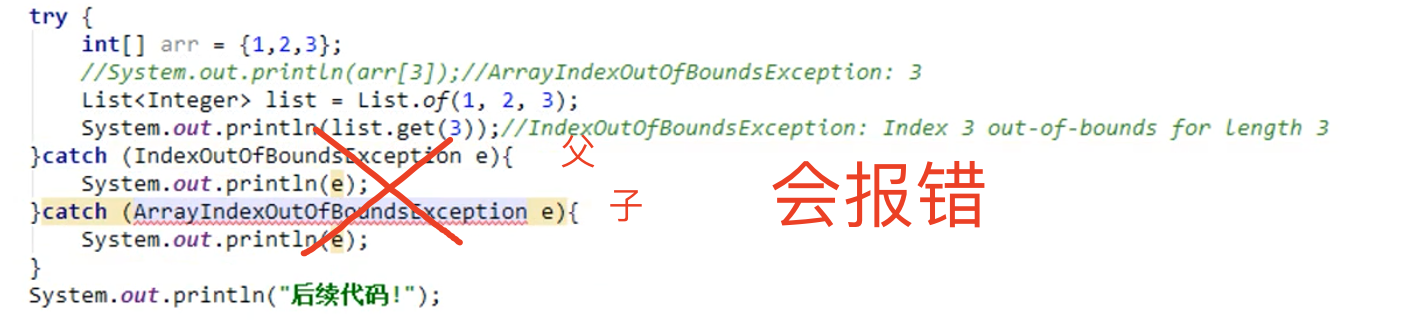 try {
int[] arr = {1,2,3};
//System.out.println(arr[3]);//ArrayIndexOutOfBoundsException: 3
List<Integer> list = List.of(1, 2, 3);
System.out.println(list.get(3));//IndexOutOfBoundsException: Index 3 out-of-bounds for length 3
}catch (IndexOutOfBoundsException e){ 父
System.out.println(e);
}catch (ArrayIndexOutOfBoundsException e){ 子 会报错
System.out.println(e);
}
System.out.println("后续代码!");